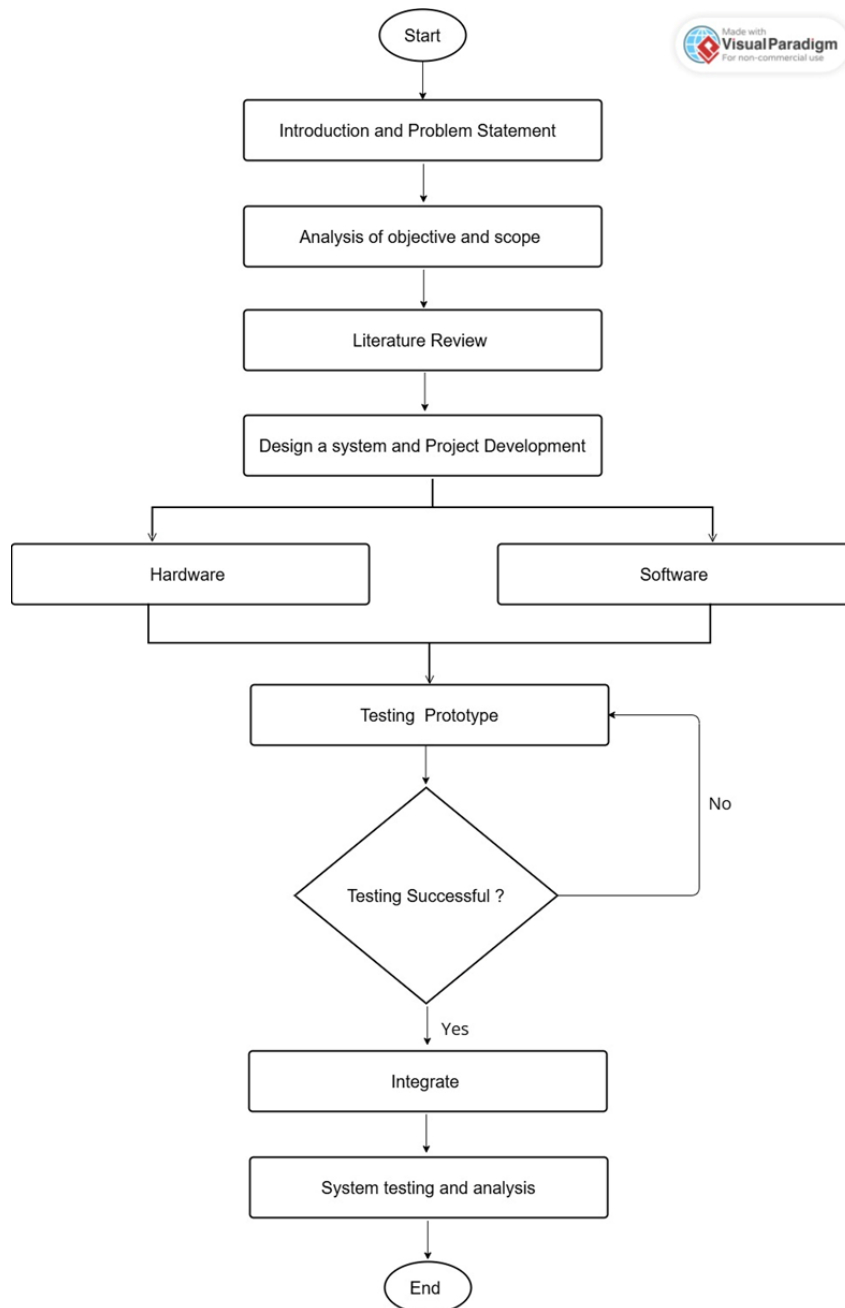 Start
Made with
Visual Paradigm
For non-commercial use
Introduction and Problem Statement
Analysis of objective and scope
Literature Review
Design a system and Project Development
Hardware
Software
Testing Prototype
No
Testing Successful ?
Yes
Integrate
System testing and analysis
End